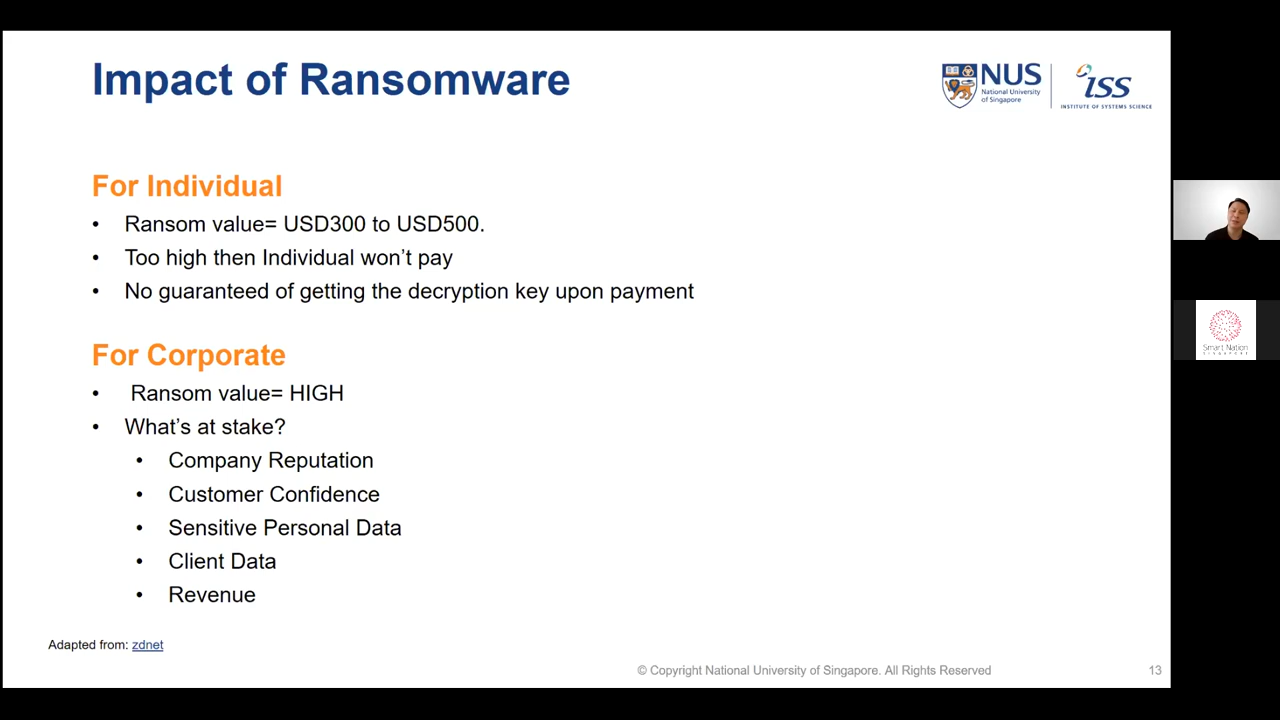 Impact of Ransomware
NUS
National University
of Singapore
iss
INSTITUTE OF SYSTEMS SCIENCE
For Individual
• Ransom value= USD300 to USD500.
• Too high then Individual won’t pay
• No guaranteed of getting the decryption key upon payment
For Corporate
• Ransom value= HIGH
• What’s at stake?
• Company Reputation
• Customer Confidence
• Sensitive Personal Data
• Client Data
• Revenue
Adapted from: zdnet
© Copyright National University of Singapore. All Rights Reserved
13
Smart Nation
SINGAPORE